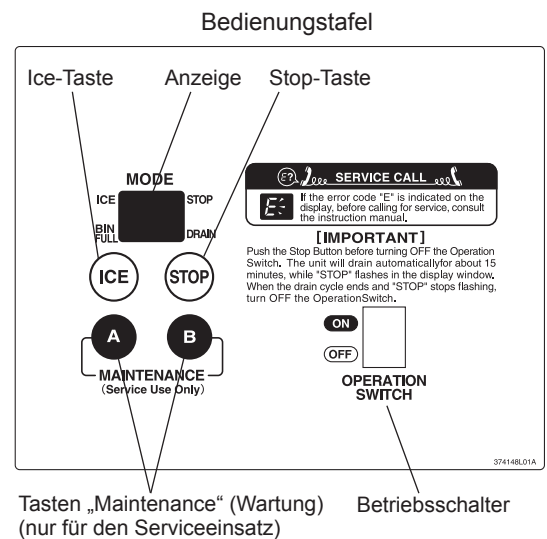 Bedienungstafel
Ice-Taste
Anzeige
Stop-Taste
MODE
ICE
STOP
BIN
FULL
DRAIN
ICE
STOP
A
B
MAINTENANCE
(Service Use Only)
E?
SERVICE CALL
E
If the error code "E" is indicated on the
display, before calling for service, consult
the instruction manual.
[IMPORTANT]
Push the Stop Button before turning OFF the Operation
Switch. The unit will drain automaticallyfor about 15
minutes, while "STOP" flashes in the display window.
When the drain cycle ends and "STOP" stops flashing,
turn OFF the OperationSwitch.
ON
OFF
OPERATION
SWITCH
374148L01A
Tasten „Maintenance“ (Wartung)
(nur für den Serviceeinsatz)
Betriebsschalter